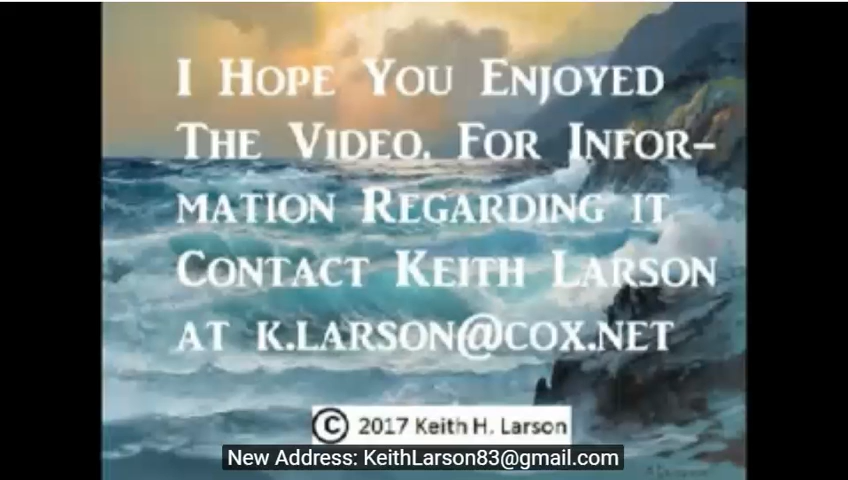 I Hope You Enjoyed
The Video. For Infor-
mation Regarding it
Contact Keith Larson
at k.larson@cox.net
© 2017 Keith H. Larson
New Address: KeithLarson83@gmail.com